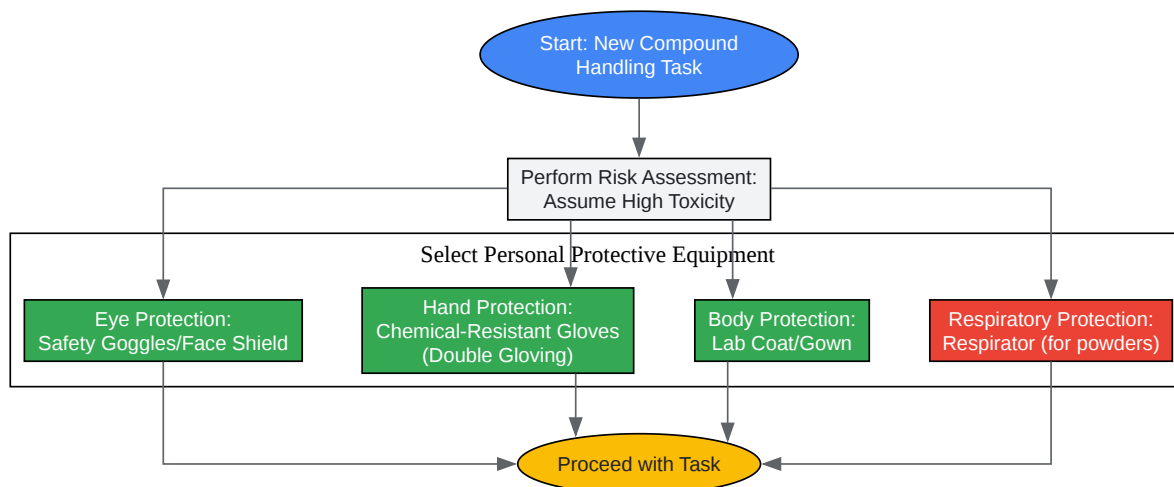 Start: New Compound
Handling Task
Perform Risk Assessment:
Assume High Toxicity
Select Personal Protective Equipment
Eye Protection:
Safety Goggles/Face Shield
Hand Protection:
Chemical-Resistant Gloves
(Double Gloving)
Body Protection:
Lab Coat/Gown
Respiratory Protection:
Respirator (for powders)
Proceed with Task